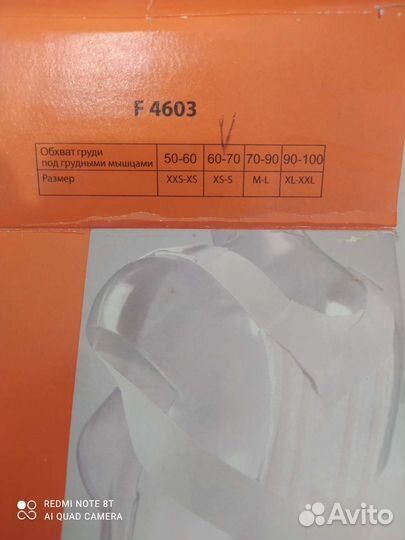 F 4603
Обхват груди
под грудными мышцами 50-60 60-70 70-90 90-100
Размер XXS-XS XS-S M-L XL-XXL
REDMI NOTE 8T
AI QUAD CAMERA
Avito